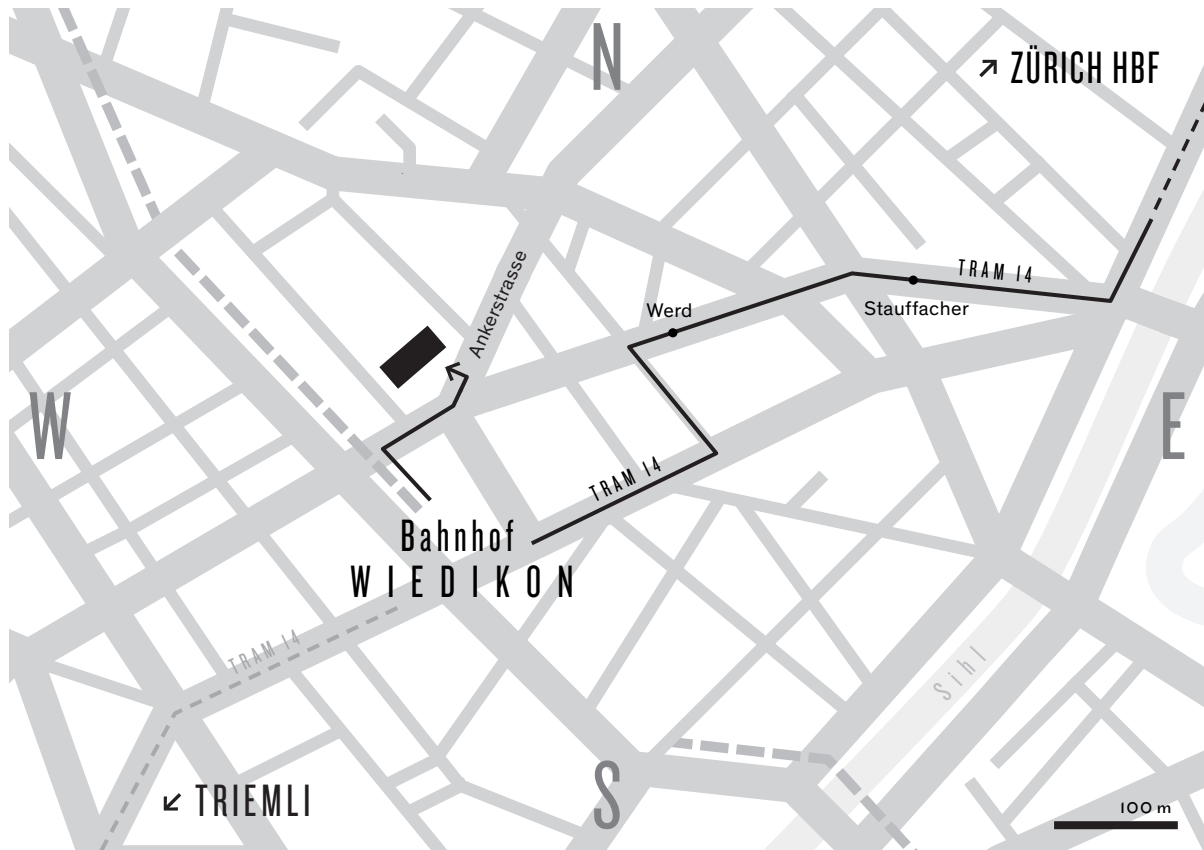 N
ZÜRICH HBF
TRAM 14
Ankerstrasse
Werd
Stauffacher
W
E
TRAM 14
Bahnhof
WIEDIKON
TRAM 14
Sihl
S
TRIEMLI
100 m